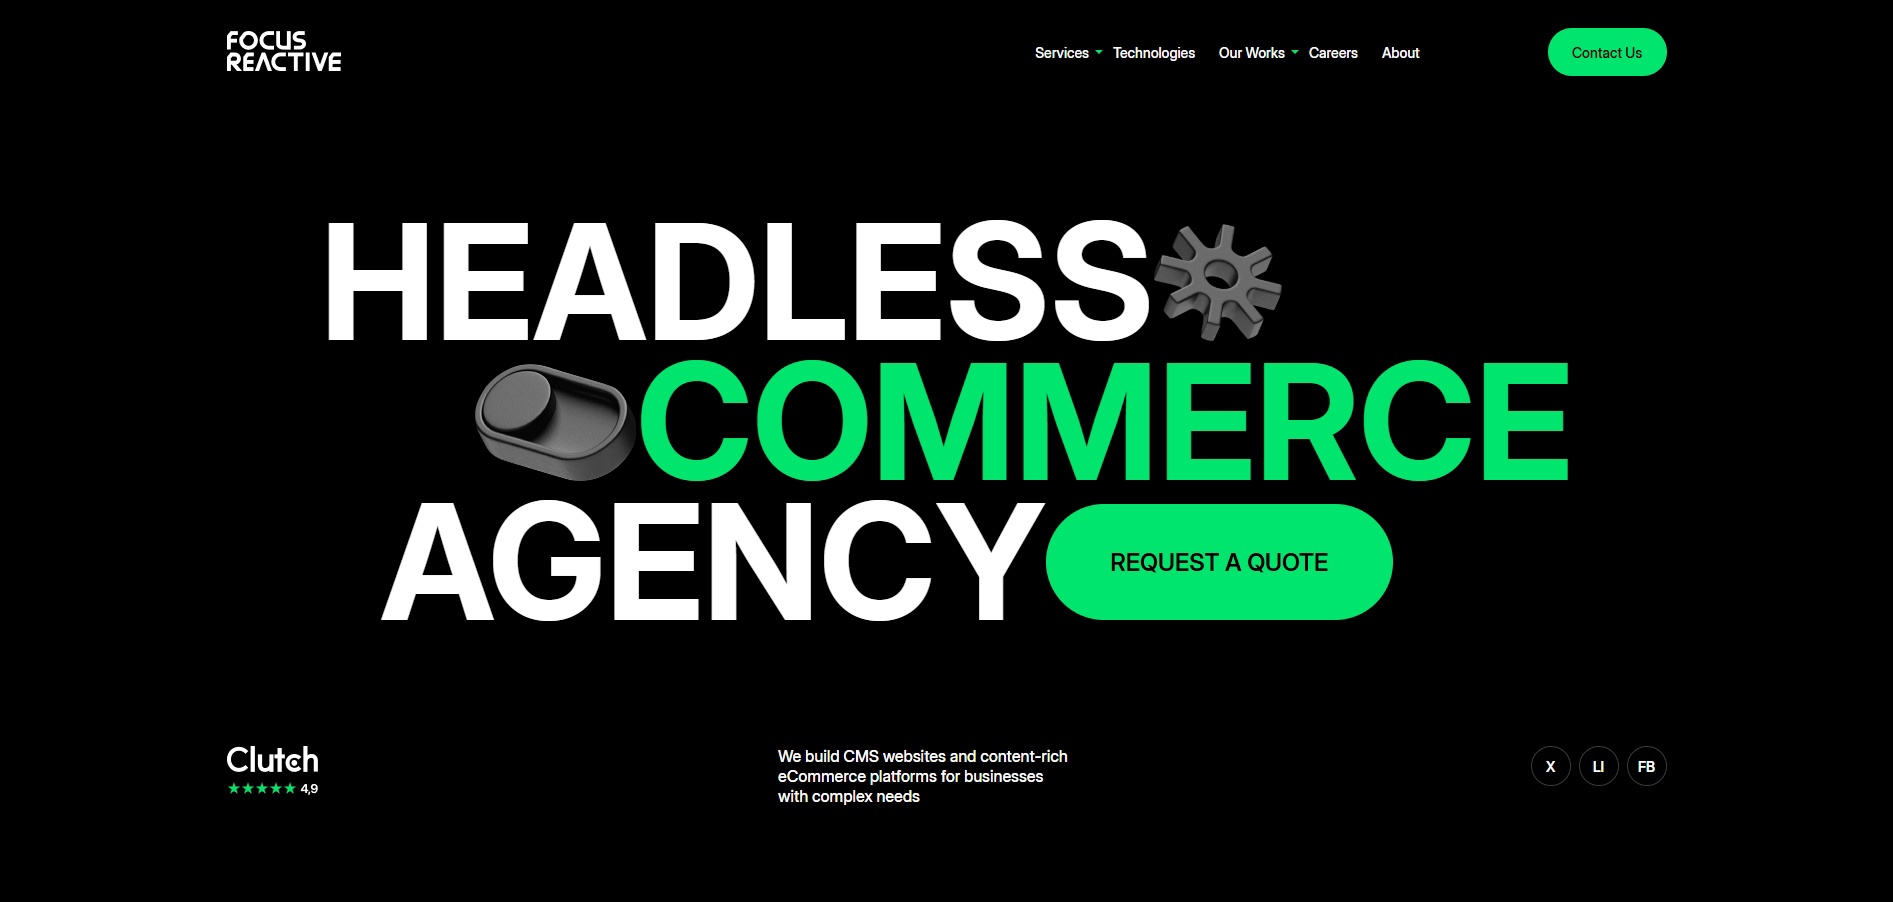 FOCUS
REACTIVE
Services Technologies Our Works Careers About
Contact Us
HEADLESS
COMMERCE
AGENCY
REQUEST A QUOTE
Clutch
4,9
We build CMS websites and content-rich
eCommerce platforms for businesses
with complex needs
X LI FB